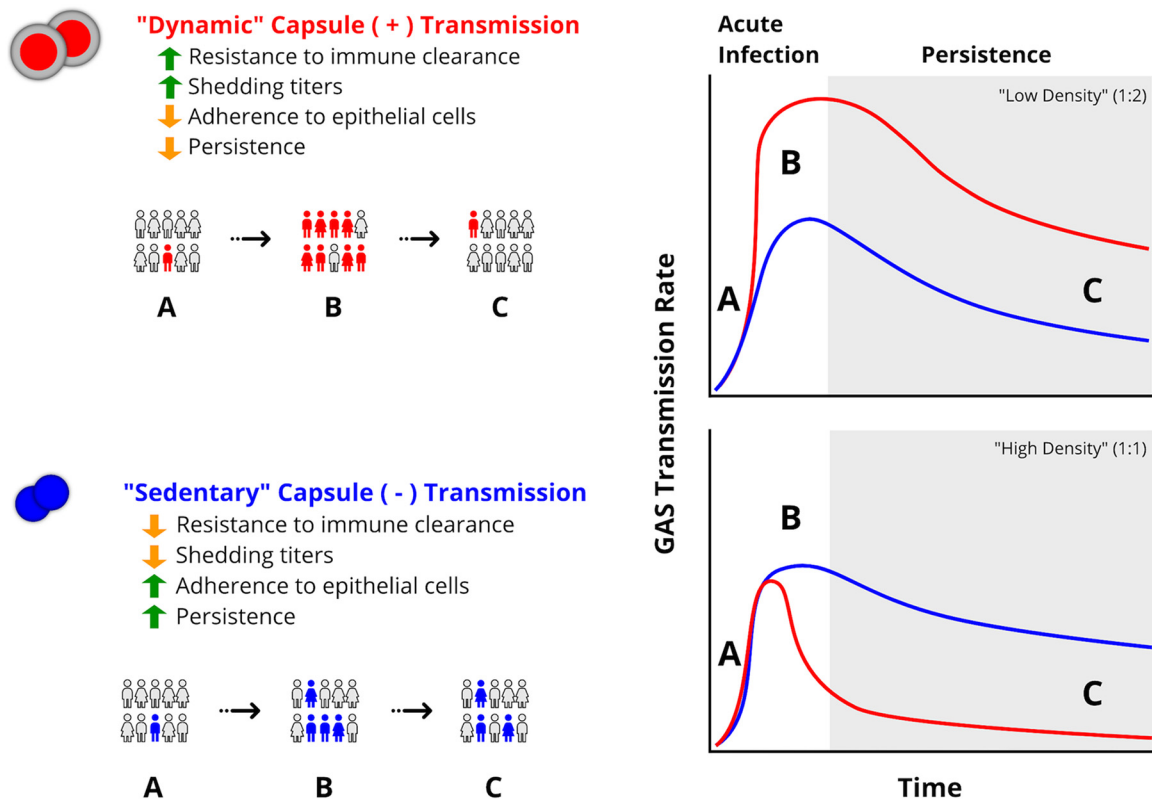 "Dynamic" Capsule ( + ) Transmission
Resistance to immune clearance
Shedding titers
Adherence to epithelial cells
Persistence
A
B
C
"Sedentary" Capsule ( - ) Transmission
Resistance to immune clearance
Shedding titers
Adherence to epithelial cells
Persistence
A
B
C
Acute
Infection
Persistence
"Low Density" (1:2)
A
B
C
GAS Transmission Rate
"High Density" (1:1)
A
B
C
Time